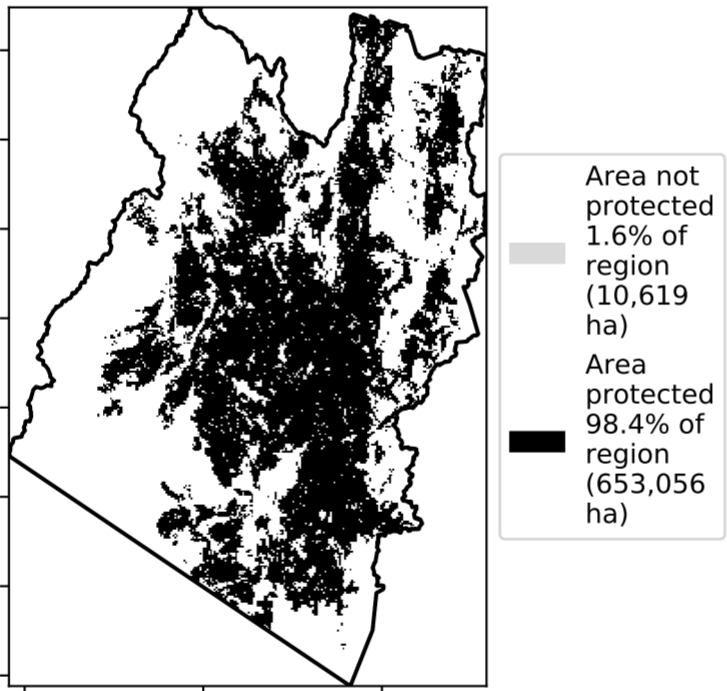 Area not
protected
1.6% of
region
(10,619
ha)
Area
protected
98.4% of
region
(653,056
ha)